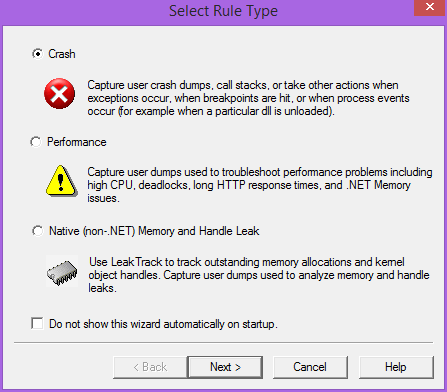 Select Rule Type
Crash
Capture user crash dumps, call stacks, or take other actions when
exceptions occur, when breakpoints are hit, or when process events
occur (for example when a particular dll is unloaded).
Performance
Capture user dumps used to troubleshoot performance problems including
high CPU, deadlocks, long HTTP response times, and .NET Memory
issues.
Native (non-.NET) Memory and Handle Leak
Use LeakTrack to track outstanding memory allocations and kernel
object handles. Capture user dumps used to analyze memory and handle
leaks.
Do not show this wizard automatically on startup.
< Back
Next >
Cancel
Help